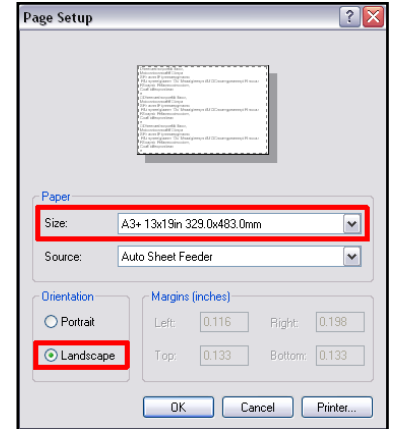 Page Setup
Paper
Size: A3+ 13x19in 329.0x483.0mm
Source: Auto Sheet Feeder
Orientation Margins (inches)
Portrait Left: 0.116 Right: 0.198
Landscape Top: 0.133 Bottom: 0.133
OK Cancel Printer...